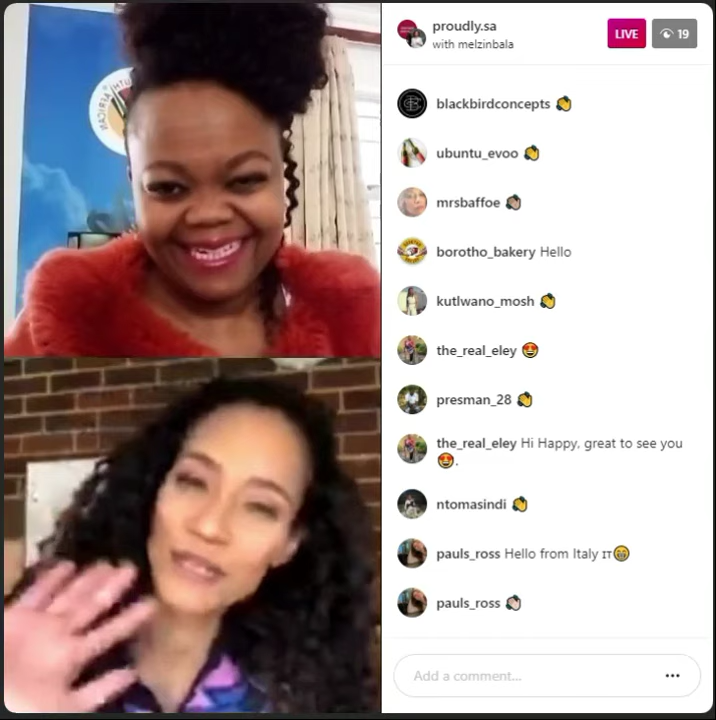 proudly.sa
with melzinbala
LIVE
19
blackbirdconcepts 👏
ubuntu_evoo 👏
mrsbaffoe 👏🏽
borotho_bakery Hello
kutlwano_mosh 👏
the_real_eley 😍
presman_28 👏
the_real_eley Hi Happy, great to see you
😍.
ntomasindi 👏
pauls_ross Hello from Italy ɪᴛ😁
pauls_ross 👏🏻
Add a comment...